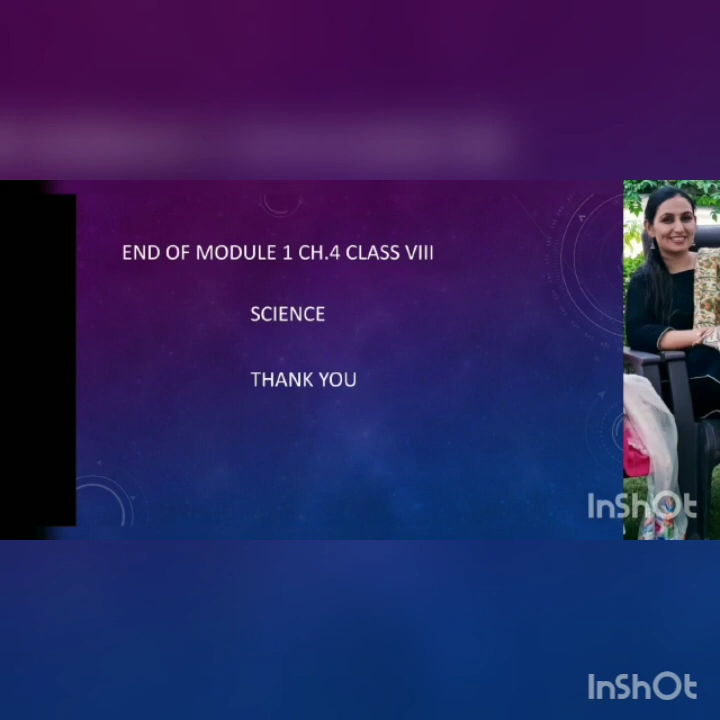 END OF MODULE 1 CH.4 CLASS VIII
SCIENCE
THANK YOU
InShOt
InShOt